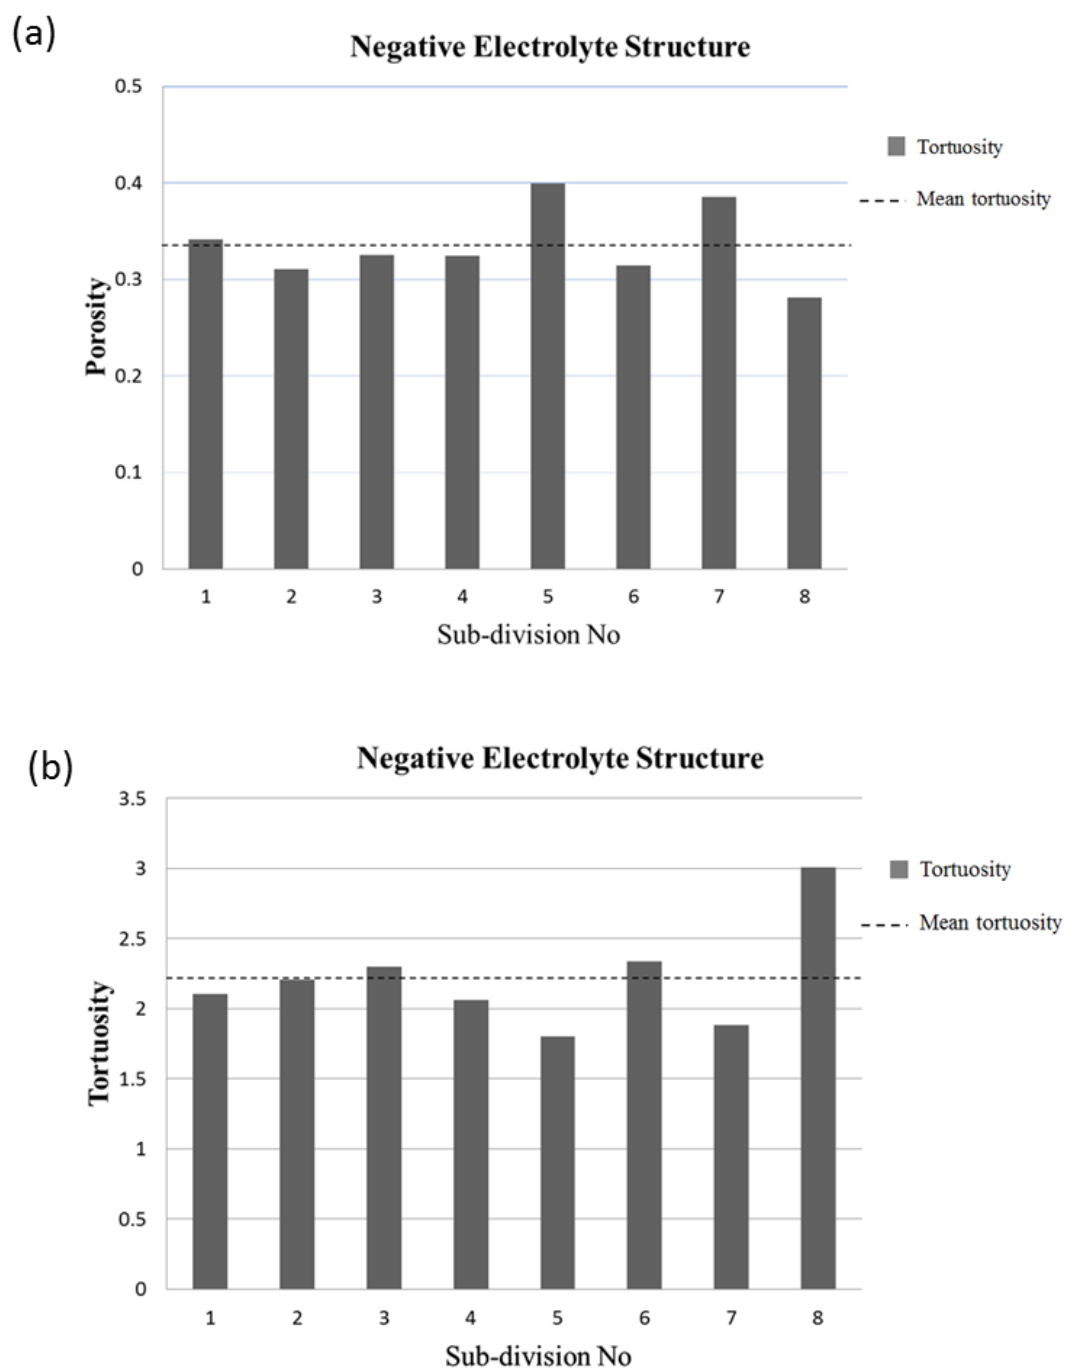 (a)
Negative Electrolyte Structure
0.5
0.4
0.3
0.2
0.1
0
Porosity
1 2 3 4 5 6 7 8
Sub-division No
Tortuosity
Mean tortuosity
(b)
Negative Electrolyte Structure
3.5
3
2.5
2
1.5
1
0.5
0
Tortuosity
1 2 3 4 5 6 7 8
Sub-division No
Tortuosity
Mean tortuosity